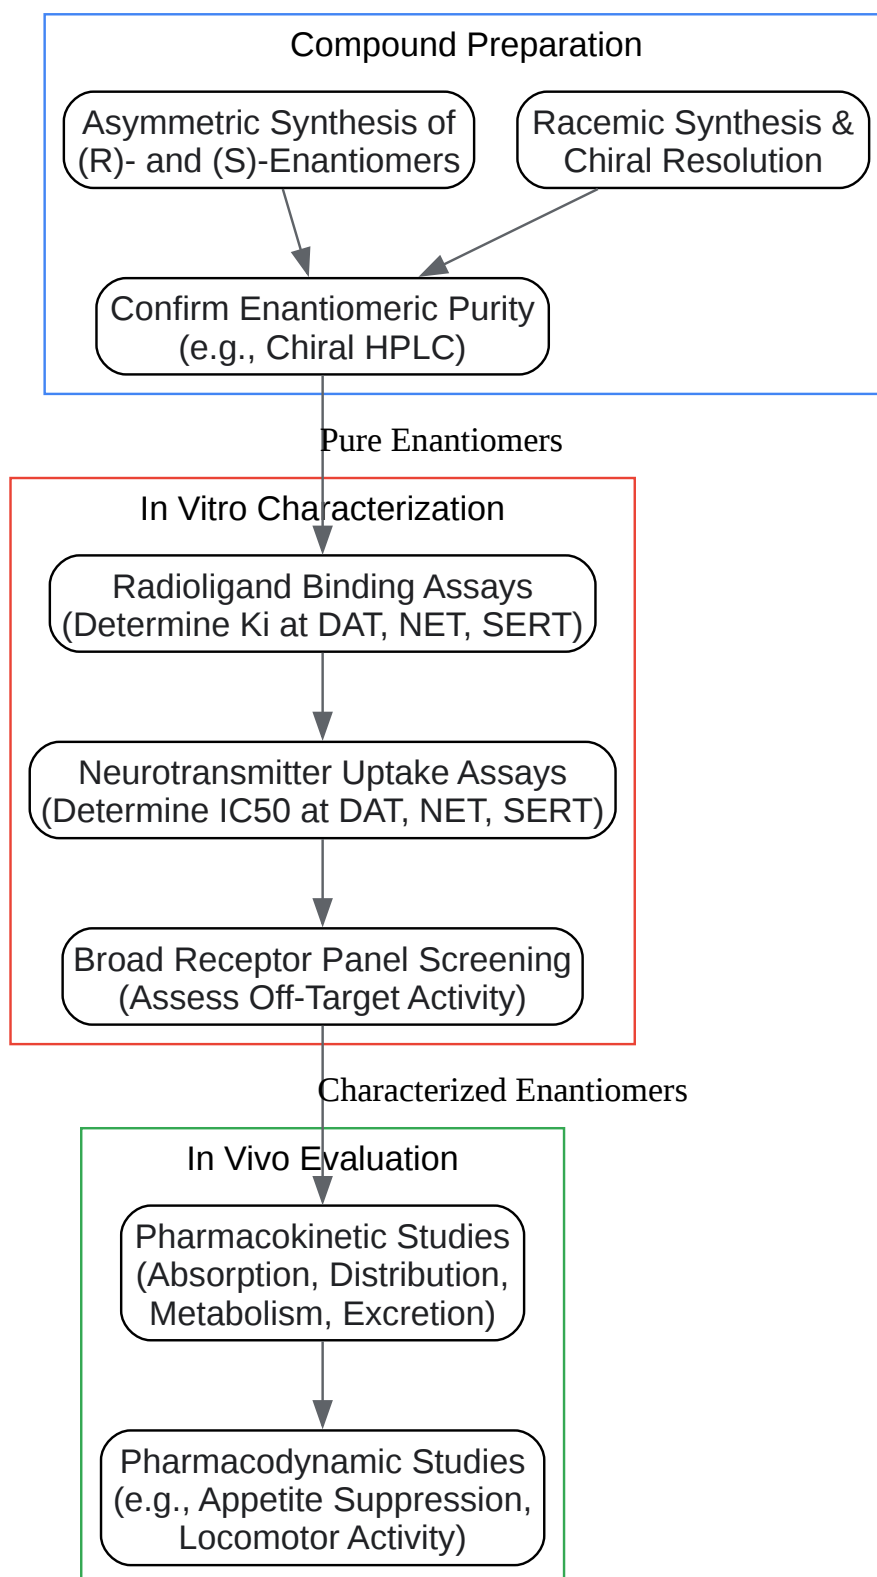 Compound Preparation
Asymmetric Synthesis of
(R)- and (S)-Enantiomers
Racemic Synthesis &
Chiral Resolution
Confirm Enantiomeric Purity
(e.g., Chiral HPLC)
Pure Enantiomers
In Vitro Characterization
Radioligand Binding Assays
(Determine Ki at DAT, NET, SERT)
Neurotransmitter Uptake Assays
(Determine IC50 at DAT, NET, SERT)
Broad Receptor Panel Screening
(Assess Off-Target Activity)
Characterized Enantiomers
In Vivo Evaluation
Pharmacokinetic Studies
(Absorption, Distribution,
Metabolism, Excretion)
Pharmacodynamic Studies
(e.g., Appetite Suppression,
Locomotor Activity)